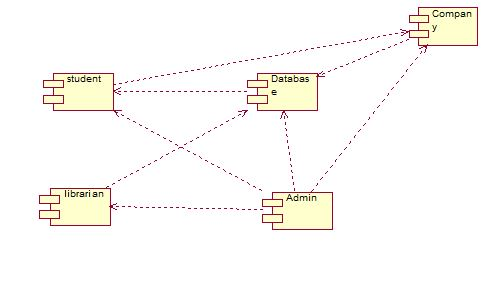 Compan
y
student
Databas
e
librarian
Admin